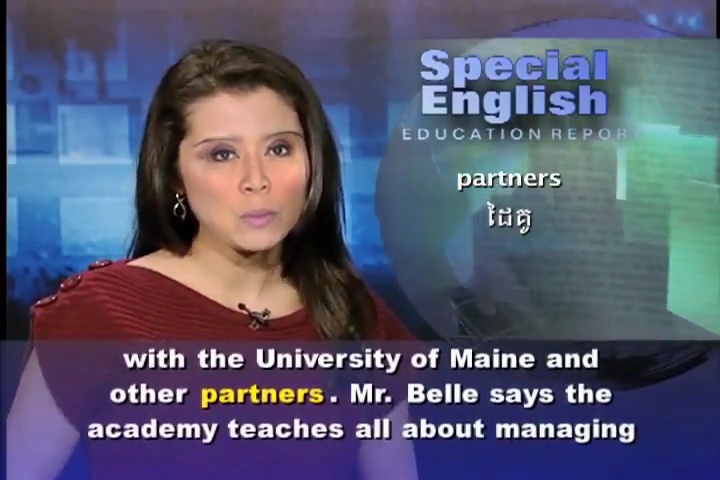 Special
English
EDUCATION REPORT
partners
ដៃគូ
with the University of Maine and
other partners. Mr. Belle says the
academy teaches all about managing